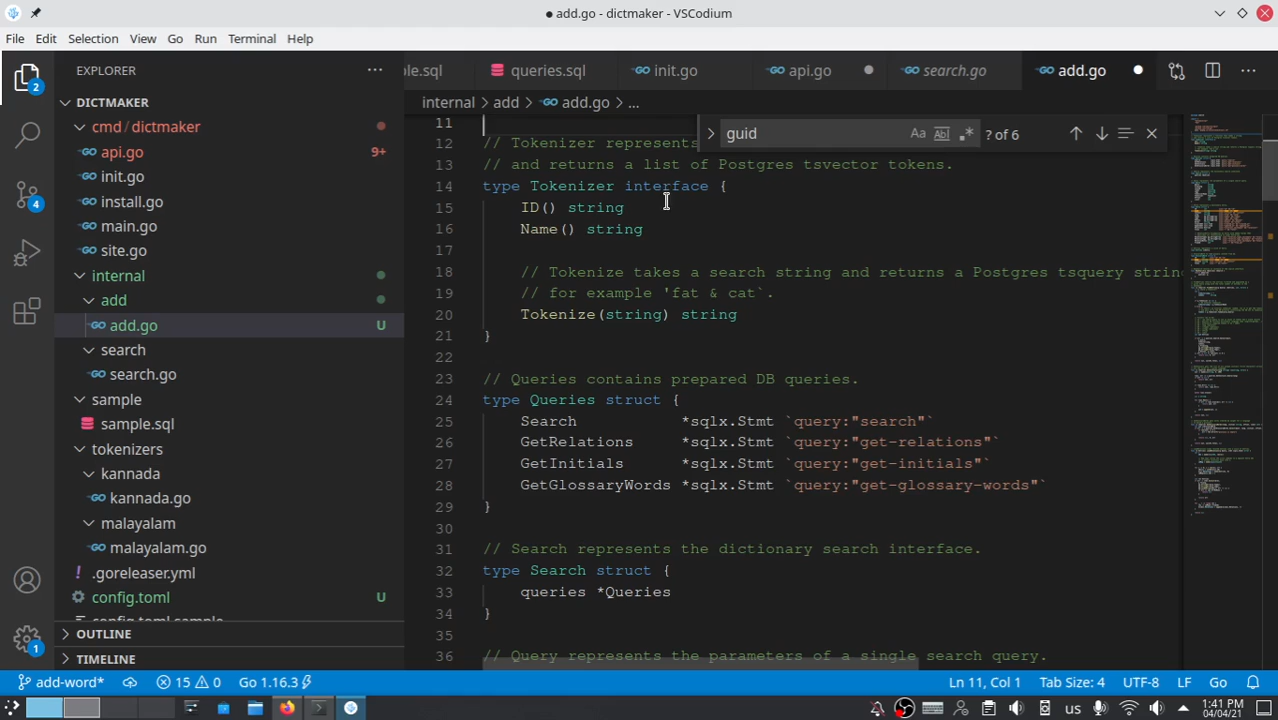 ● add.go - dictmaker - VSCodium
File Edit Selection View Go Run Terminal Help
EXPLORER
ple.sql queries.sql init.go api.go search.go add.go
DICTMAKER
internal > add > add.go > ...
cmd / dictmaker
api.go 9+
init.go
install.go
main.go
site.go
internal
add
add.go U
search
search.go
sample
sample.sql
tokenizers
kannada
kannada.go
malayalam
malayalam.go
.goreleaser.yml
config.toml U
config.toml.sample
OUTLINE
TIMELINE
2
4
1
guid Aa Abl .* ? of 6
11
12 // Tokenizer represents
13 // and returns a list of Postgres tsvector tokens.
14 type Tokenizer interface {
15 ID() string
16 Name() string
17
18 // Tokenize takes a search string and returns a Postgres tsquery string
19 // for example 'fat & cat`.
20 Tokenize(string) string
21 }
22
23 // Queries contains prepared DB queries.
24 type Queries struct {
25 Search *sqlx.Stmt `query:"search"`
26 GetRelations *sqlx.Stmt `query:"get-relations"`
27 GetInitials *sqlx.Stmt `query:"get-initials"`
28 GetGlossaryWords *sqlx.Stmt `query:"get-glossary-words"`
29 }
30
31 // Search represents the dictionary search interface.
32 type Search struct {
33 queries *Queries
34 }
35
36 // Query represents the parameters of a single search query.
add-word* 15 0 Go 1.16.3 Ln 11, Col 1 Tab Size: 4 UTF-8 LF Go
us 1:41 PM
04/04/21